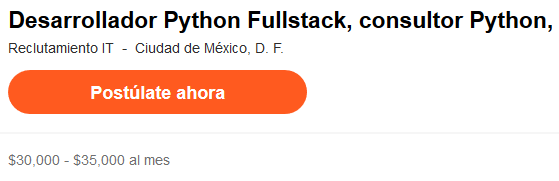 Desarrollador Python Fullstack, consultor Python,
Reclutamiento IT - Ciudad de México, D. F.
Postúlate ahora
$30,000 - $35,000 al mes